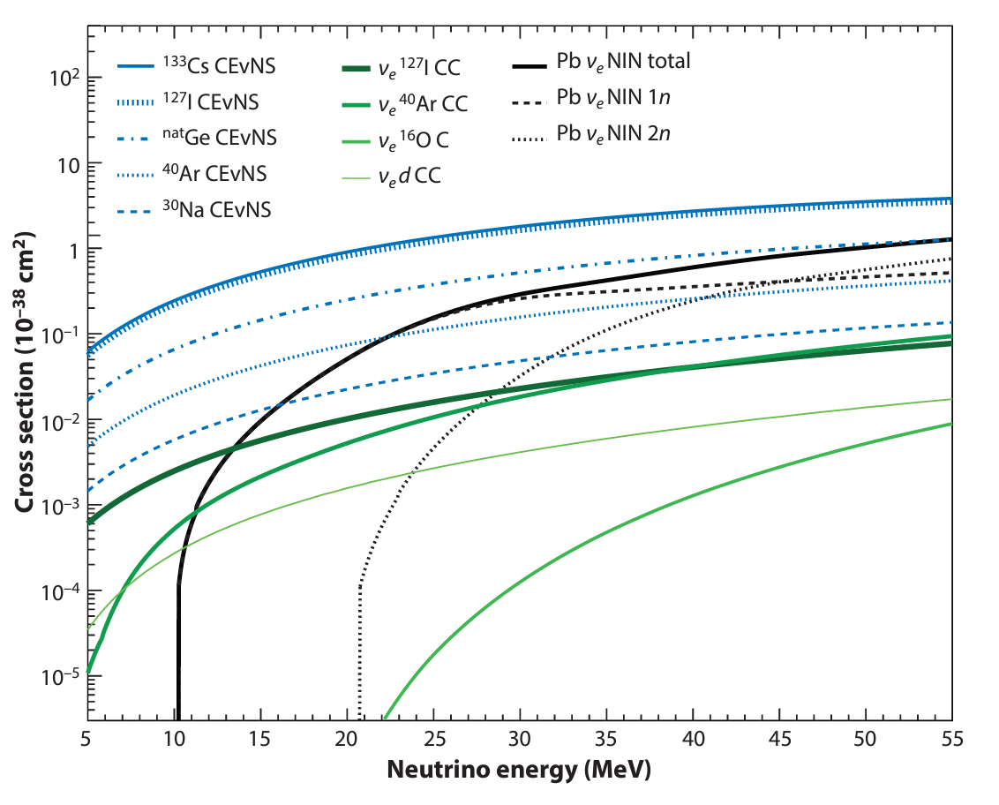 ¹³³Cs CEvNS
¹²⁷I CEvNS
ⁿᵃᵗGe CEvNS
⁴⁰Ar CEvNS
³⁰Na CEvNS
νₑ ¹²⁷I CC
νₑ ⁴⁰Ar CC
νₑ ¹⁶O C
νₑ d CC
Pb νₑ NIN total
Pb νₑ NIN 1n
Pb νₑ NIN 2n
10²
10
1
10⁻¹
10⁻²
10⁻³
10⁻⁴
10⁻⁵
Cross section (10⁻³⁸ cm²)
5 10 15 20 25 30 35 40 45 50 55
Neutrino energy (MeV)